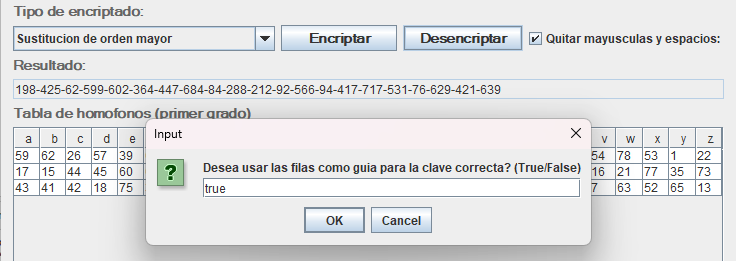 Tipo de encriptado:
Sustitucion de orden mayor Encriptar Desencriptar Quitar mayusculas y espacios:
Resultado:
198-425-62-599-602-364-447-684-84-288-212-92-566-94-417-717-531-76-629-421-639
Tabla de homofonos (primer grado)
a b c d e v w x y z
59 62 26 57 39 54 78 53 1 22
17 15 44 45 60 16 21 77 35 73
43 41 42 18 75 63 52 65 13
Input
Desea usar las filas como guia para la clave correcta? (True/False)
true
OK Cancel